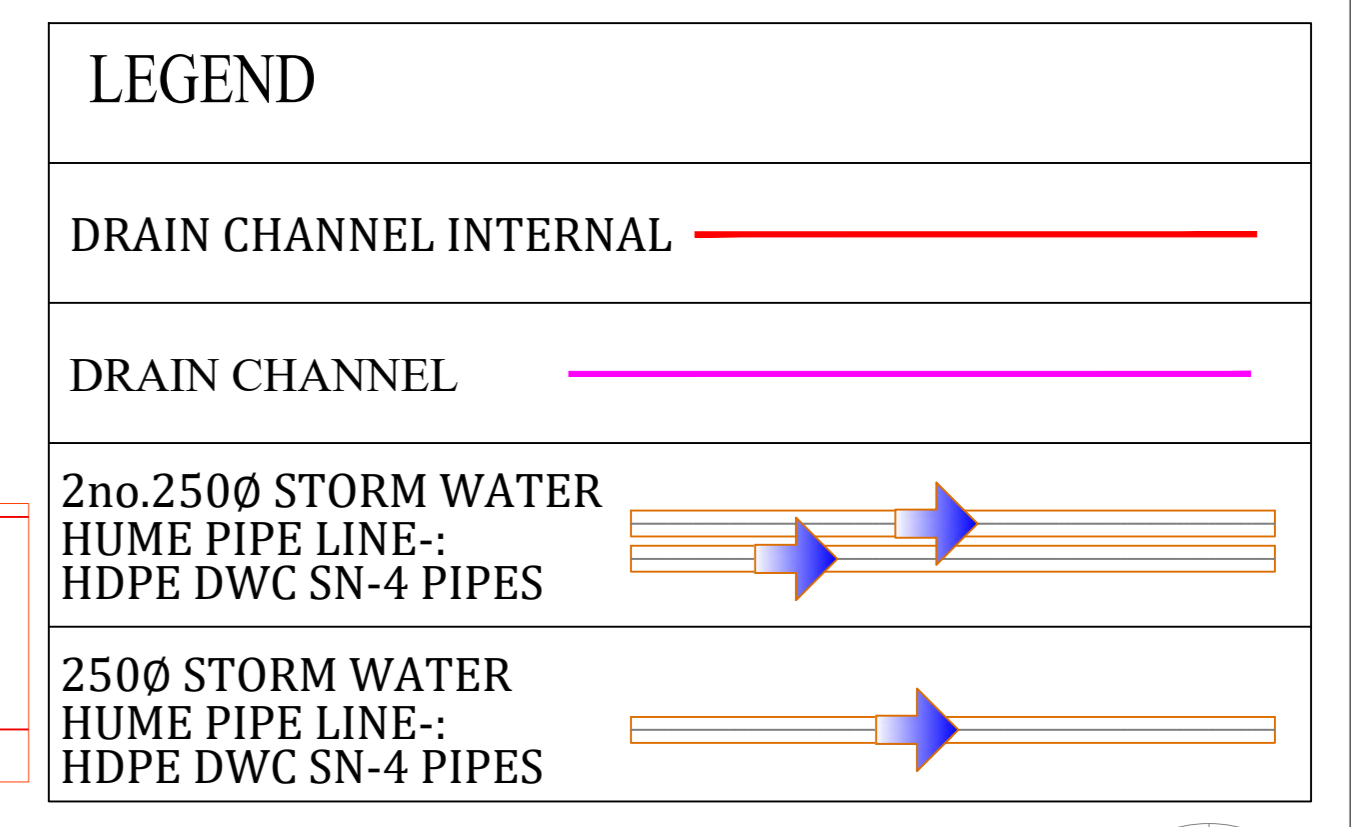 LEGEND
DRAIN CHANNEL INTERNAL
DRAIN CHANNEL
2no.250Ø STORM WATER
HUME PIPE LINE-:
HDPE DWC SN-4 PIPES
250Ø STORM WATER
HUME PIPE LINE-:
HDPE DWC SN-4 PIPES